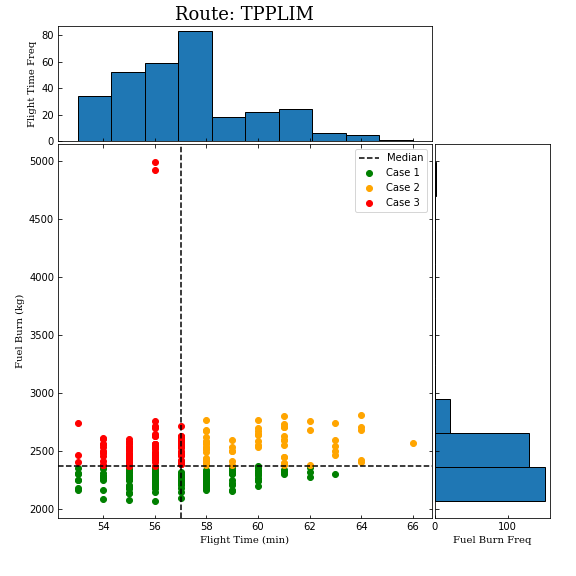 Route: TPPLIM
Flight Time Freq
80
60
40
20
0
Median
Case 1
Case 2
Case 3
Fuel Burn (kg)
5000
4500
4000
3500
3000
2500
2000
54 56 58 60 62 64 66
Flight Time (min)
0 100
Fuel Burn Freq